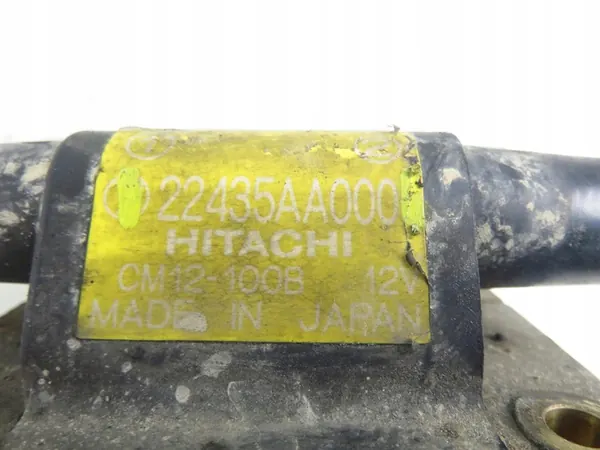 22435AA000
HITACHI
CM12-100B 12V
MADE IN JAPAN